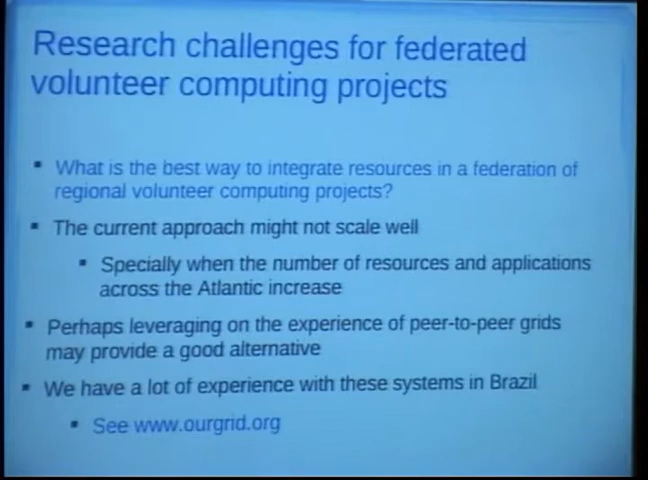 Research challenges for federated
volunteer computing projects
▪ What is the best way to integrate resources in a federation of
regional volunteer computing projects?
▪ The current approach might not scale well
▪ Specially when the number of resources and applications
across the Atlantic increase
▪ Perhaps leveraging on the experience of peer-to-peer grids
may provide a good alternative
▪ We have a lot of experience with these systems in Brazil
▪ See www.ourgrid.org